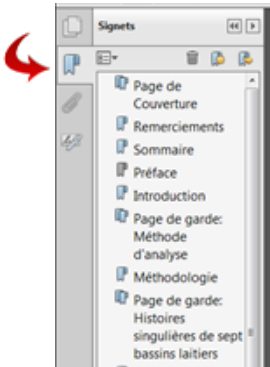 Signets
Page de
Couverture
Remerciements
Sommaire
Préface
Introduction
Page de garde:
Méthode
d'analyse
Méthodologie
Page de garde:
Histoires
singulières de sept
bassins laitiers